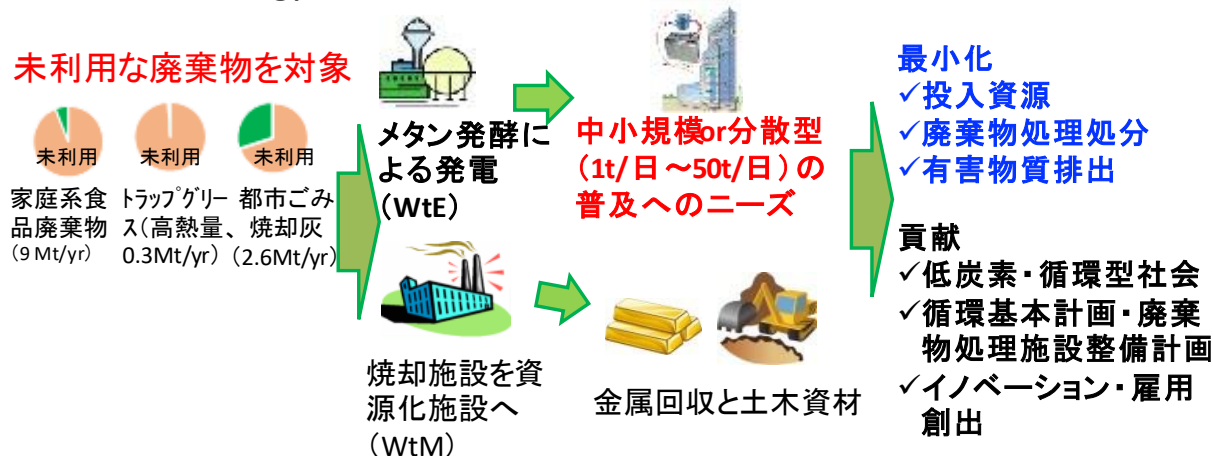 未利用な廃棄物を対象
未利用
未利用
未利用
家庭系食
品廃棄物
(9 Mt/yr)
トラップグリー
ス(高熱量、
0.3Mt/yr)
都市ごみ
焼却灰
(2.6Mt/yr)
メタン発酵に
よる発電
(WtE)
中小規模or分散型
(1t/日～50t/日)の
普及へのニーズ
焼却施設を資
源化施設へ
(WtM)
金属回収と土木資材
最小化
✓投入資源
✓廃棄物処理処分
✓有害物質排出
貢献
✓低炭素・循環型社会
✓循環基本計画・廃棄
物処理施設整備計画
✓イノベーション・雇用
創出